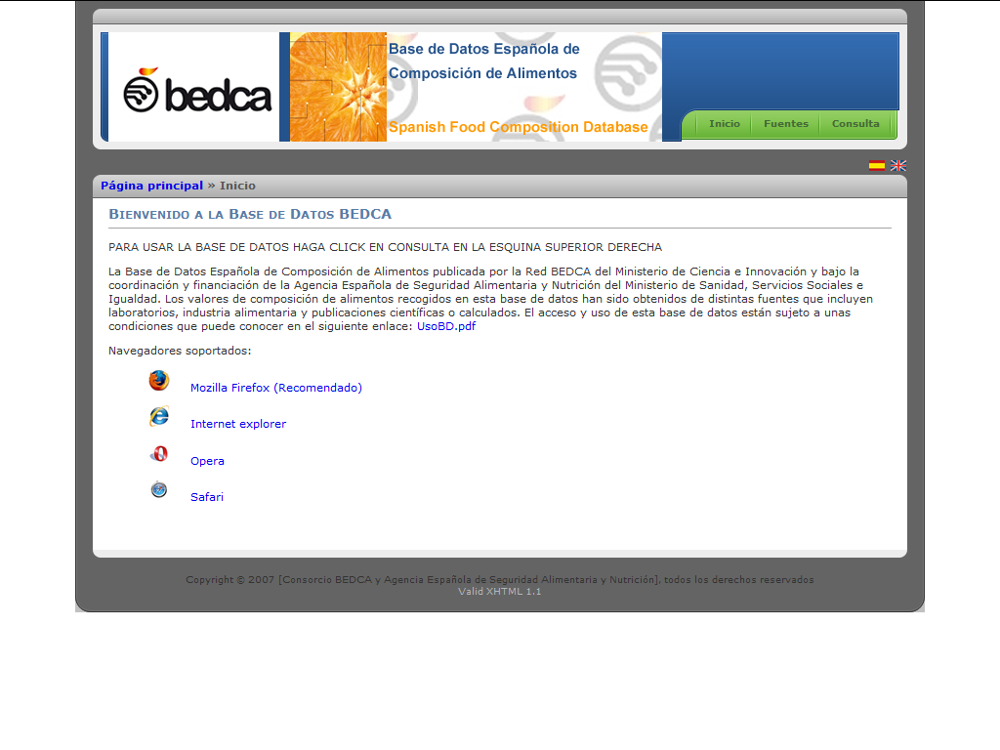 bedca
Base de Datos Española de
Composición de Alimentos
Spanish Food Composition Database
Inicio Fuentes Consulta
Página principal » Inicio
Bienvenido a la Base de Datos BEDCA
PARA USAR LA BASE DE DATOS HAGA CLICK EN CONSULTA EN LA ESQUINA SUPERIOR DERECHA
La Base de Datos Española de Composición de Alimentos publicada por la Red BEDCA del Ministerio de Ciencia e Innovación y bajo la
coordinación y financiación de la Agencia Española de Seguridad Alimentaria y Nutrición del Ministerio de Sanidad, Servicios Sociales e
Igualdad. Los valores de composición de alimentos recogidos en esta base de datos han sido obtenidos de distintas fuentes que incluyen
laboratorios, industria alimentaria y publicaciones científicas o calculados. El acceso y uso de esta base de datos están sujeto a unas
condiciones que puede conocer en el siguiente enlace: UsoBD.pdf
Navegadores soportados:
Mozilla Firefox (Recomendado)
Internet explorer
Opera
Safari
Copyright © 2007 [Consorcio BEDCA y Agencia Española de Seguridad Alimentaria y Nutrición], todos los derechos reservados
Valid XHTML 1.1